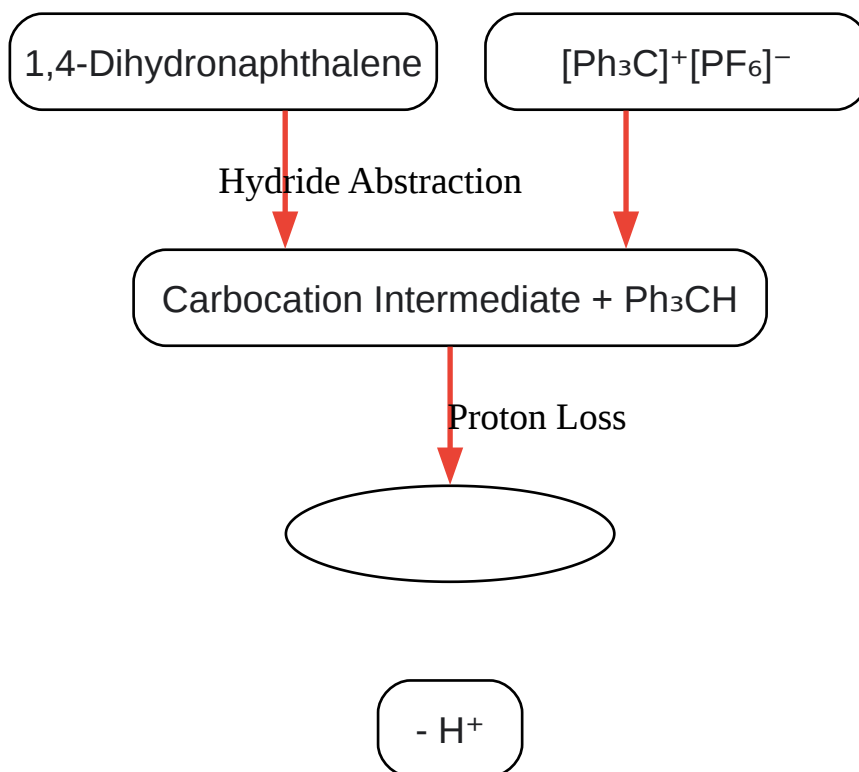 1,4-Dihydronaphthalene
[Ph₃C]⁺[PF₆]⁻
Hydride Abstraction
Carbocation Intermediate + Ph₃CH
Proton Loss
- H⁺